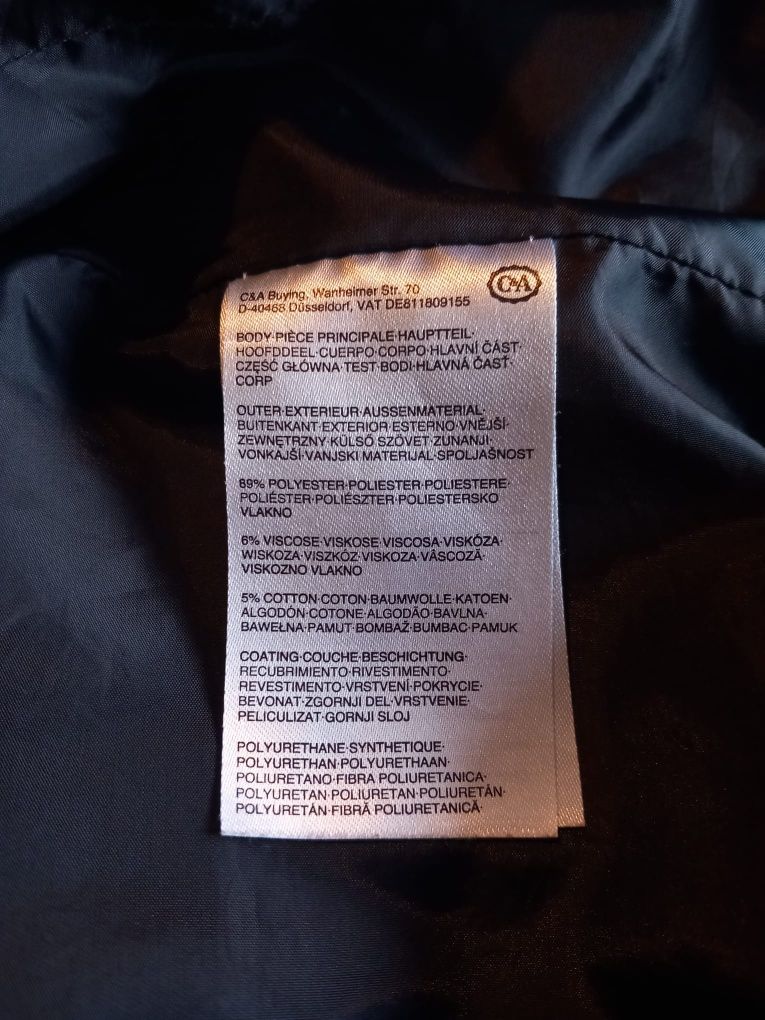 C&A
C&A Buying, Wanheimer Str. 70
D-40468 Düsseldorf, VAT DE811809155
BODY·PIÈCE PRINCIPALE·HAUPTTEIL·
HOOFDDEEL·CUERPO·CORPO·HLAVNÍ ČÁST·
CZĘŚĆ GŁÓWNA·TEST·BODI·HLAVNÁ ČASŤ·
CORP
OUTER·EXTERIEUR·AUSSENMATERIAL·
BUITENKANT·EXTERIOR·ESTERNO·VNĚJŠÍ·
ZEWNĘTRZNY·KÜLSŐ SZÖVET·ZUNANJI·
VONKAJŠÍ·VANJSKI MATERIJAL·SPOLJAŠNOST
89% POLYESTER·POLIESTER·POLIESTERE·
POLIÉSTER·POLIÉSZTER·POLIESTERSKO
VLAKNO
6% VISCOSE·VISKOSE·VISCOSA·VISKÓZA·
WISKOZA·VISZKÓZ·VISKOZA·VÂSCOZĂ·
VISKOZNO VLAKNO
5% COTTON·COTON·BAUMWOLLE·KATOEN·
ALGODÓN·COTONE·ALGODÃO·BAVLNA·
BAWEŁNA·PAMUT·BOMBAŽ·BUMBAC·PAMUK
COATING·COUCHE·BESCHICHTUNG·
RECUBRIMIENTO·RIVESTIMENTO·
REVESTIMENTO·VRSTVENÍ·POKRYCIE·
BEVONAT·ZGORNJI DEL·VRSTVENIE·
PELICULIZAT·GORNJI SLOJ
POLYURETHANE·SYNTHETIQUE·
POLYURETHAN·POLYURETHAAN·
POLIURETANO·FIBRA POLIURETANICA·
POLYURETAN·POLIURETAN·POLIURETÁN·
POLYURETÁN·FIBRĂ POLIURETANICĂ·